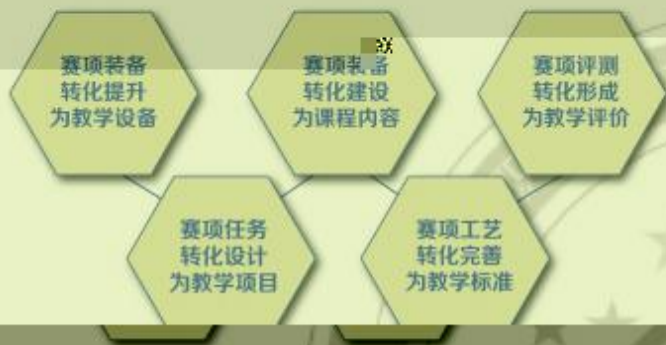 赛项装备
转化提升
为教学设备
赛项装备
转化建设
为课程内容
赛项评测
转化形成
为教学评价
赛项任务
转化设计
为教学项目
赛项工艺
转化完善
为教学标准